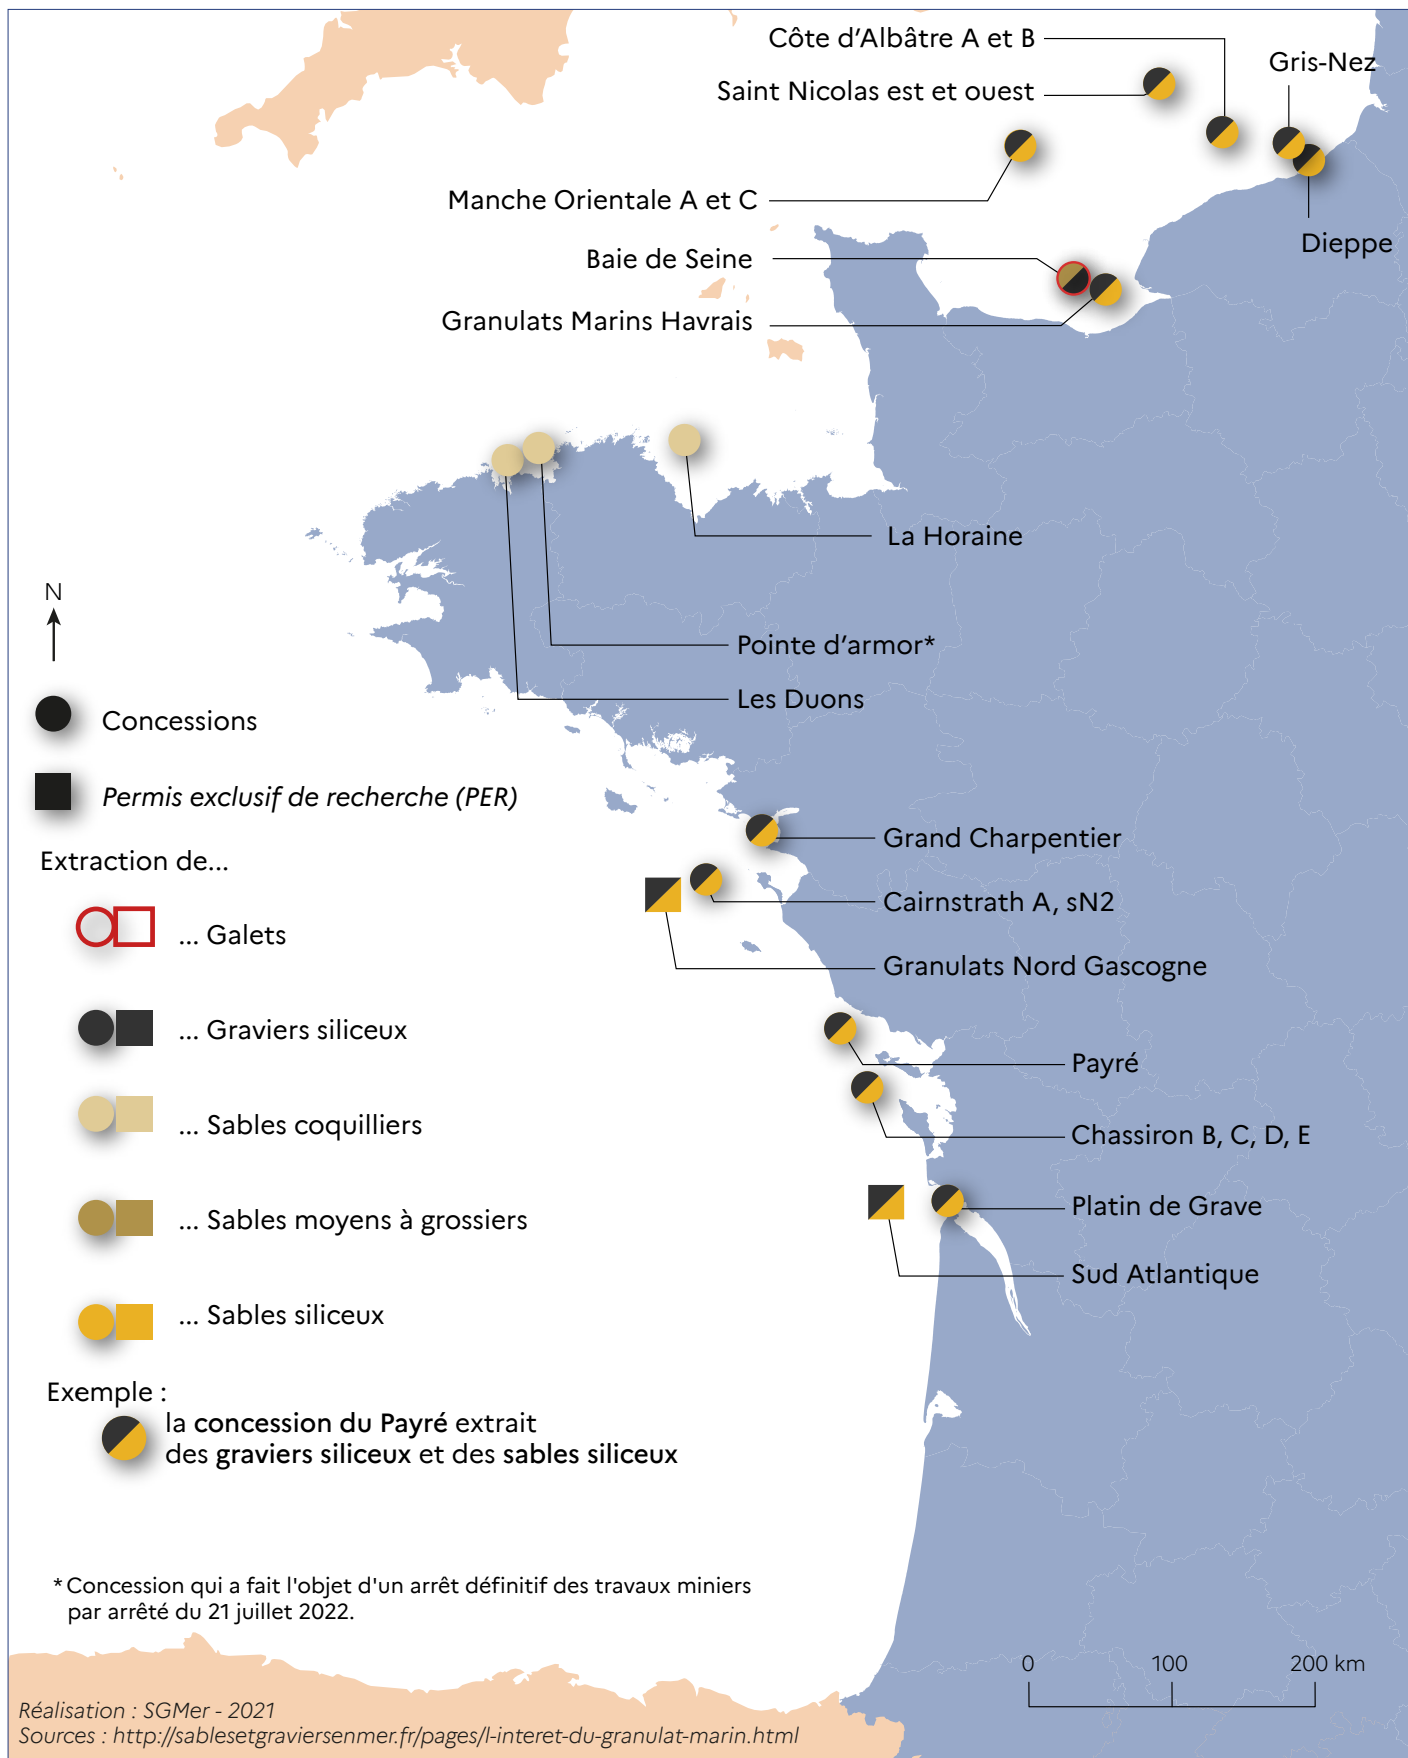 Côte d'Albâtre A et B
Gris-Nez
Saint Nicolas est et ouest
Manche Orientale A et C
Dieppe
Baie de Seine
Granulats Marins Havrais
La Horaine
N
Pointe d'armor*
Les Duons
Concessions
Permis exclusif de recherche (PER)
Grand Charpentier
Extraction de...
Cairnstrath A, sN2
... Galets
Granulats Nord Gascogne
... Graviers siliceux
Payré
... Sables coquilliers
Chassiron B, C, D, E
Platin de Grave
... Sables moyens à grossiers
Sud Atlantique
... Sables siliceux
Exemple :
la concession du Payré extrait
des graviers siliceux et des sables siliceux
* Concession qui a fait l'objet d'un arrêt définitif des travaux miniers
par arrêté du 21 juillet 2022.
0 100 200 km
Réalisation : SGMer - 2021
Sources : http://sablesetgraviersenmer.fr/pages/l-interet-du-granulat-marin.html